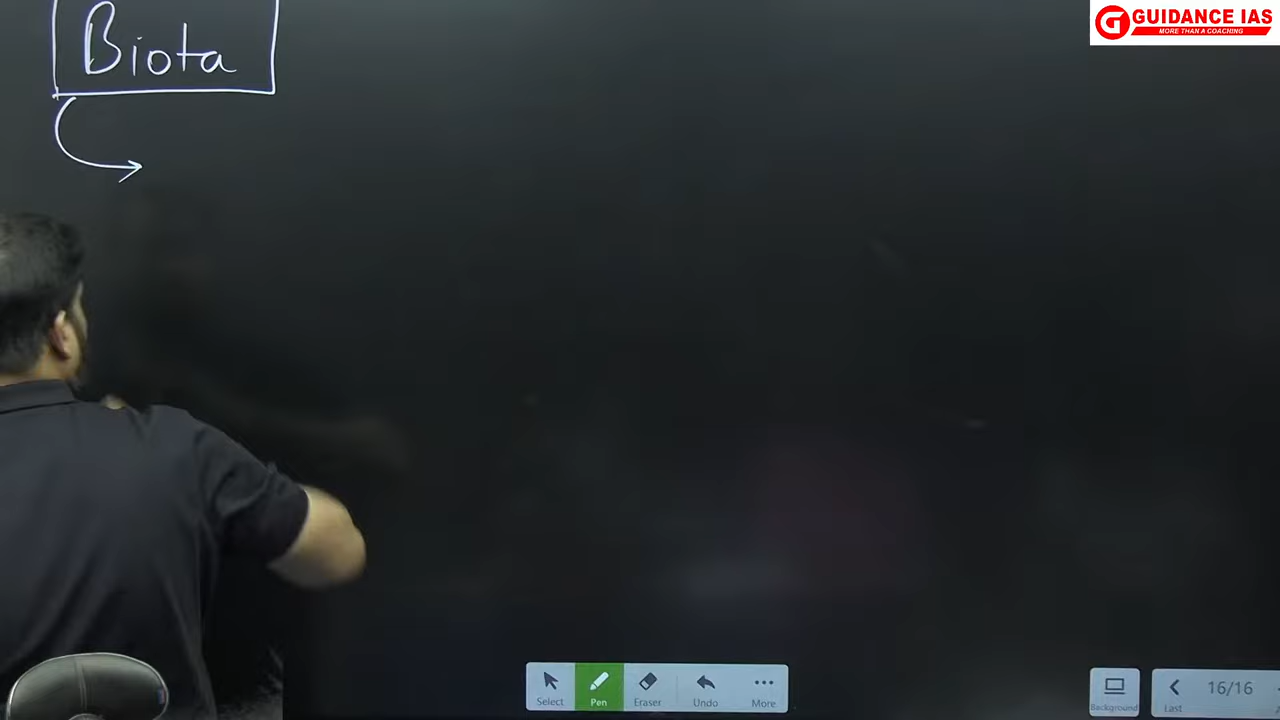 Biota
GUIDANCE IAS
MORE THAN A COACHING
Select
Pen
Eraser
Undo
More
Background
Last
16/16